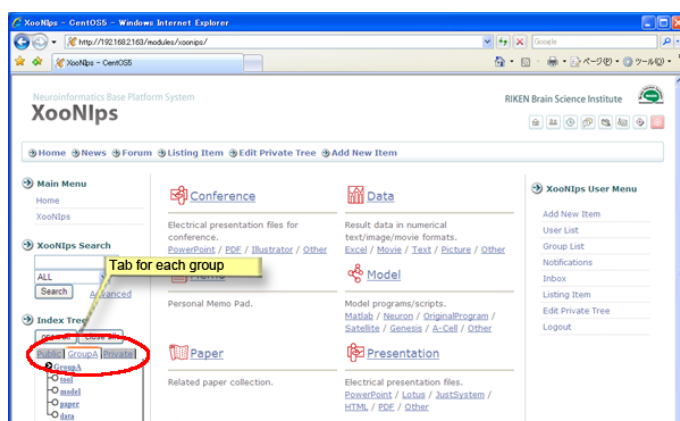 XooNIps - CentOS5 - Windows Internet Explorer
http://192.168.2.163/modules/xoonips/
Google
XooNIps - CentOS5
ページ(P)
ツール(O)
Neuroinformatics Base Platform System
XooNIps
RIKEN Brain Science Institute
Home News Forum Listing Item Edit Private Tree Add New Item
Main Menu
Home
XooNIps
XooNIps Search
ALL
Search
Advanced
Index Tree
Public GroupA Private
GroupA
tool
model
paper
data
Tab for each group
Conference
Electrical presentation files for
conference.
PowerPoint / PDF / Illustrator / Other
Data
Result data in numerical
text/image/movie formats.
Excel / Movie / Text / Picture / Other
Personal Memo Pad.
Model
Model programs/scripts.
Matlab / Neuron / OriginalProgram /
Satellite / Genesis / A-Cell / Other
Paper
Related paper collection.
Presentation
Electrical presentation files.
PowerPoint / Lotus / JustSystem /
HTML / PDF / Other
XooNIps User Menu
Add New Item
User List
Group List
Notifications
Inbox
Listing Item
Edit Private Tree
Logout